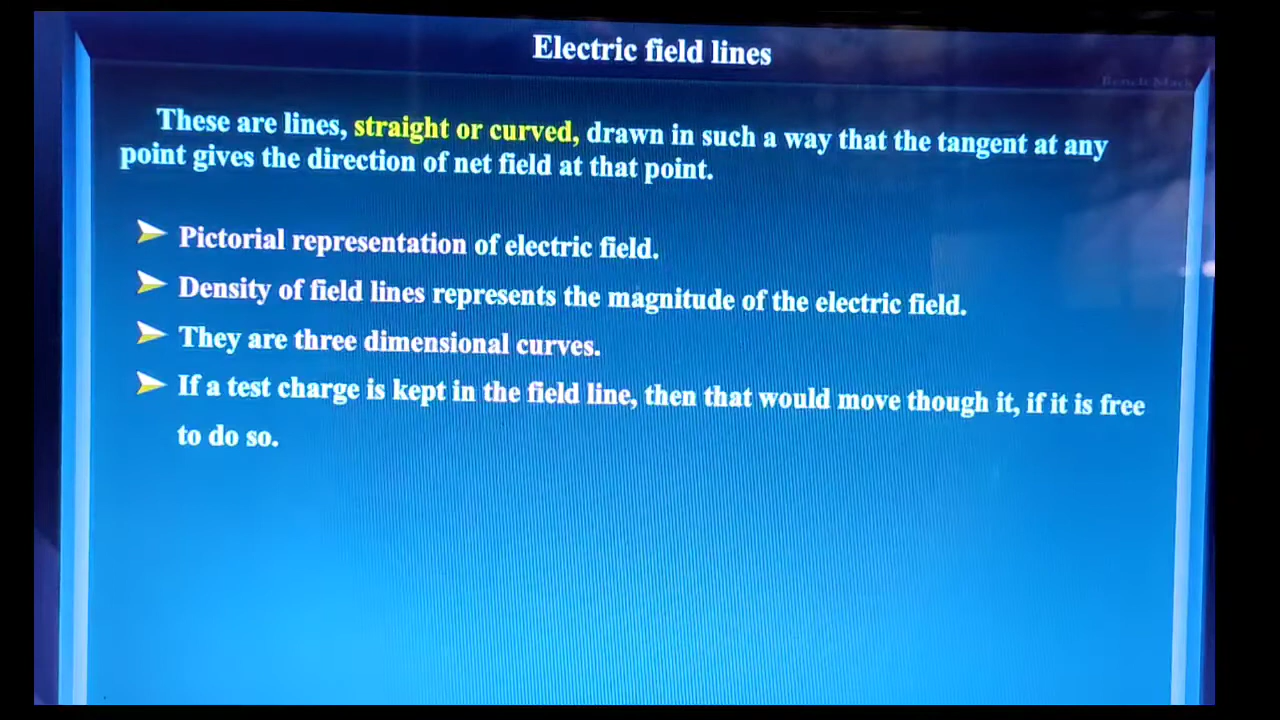 Electric field lines
These are lines, straight or curved, drawn in such a way that the tangent at any
point gives the direction of net field at that point.
Pictorial representation of electric field.
Density of field lines represents the magnitude of the electric field.
They are three dimensional curves.
If a test charge is kept in the field line, then that would move though it, if it is free
to do so.